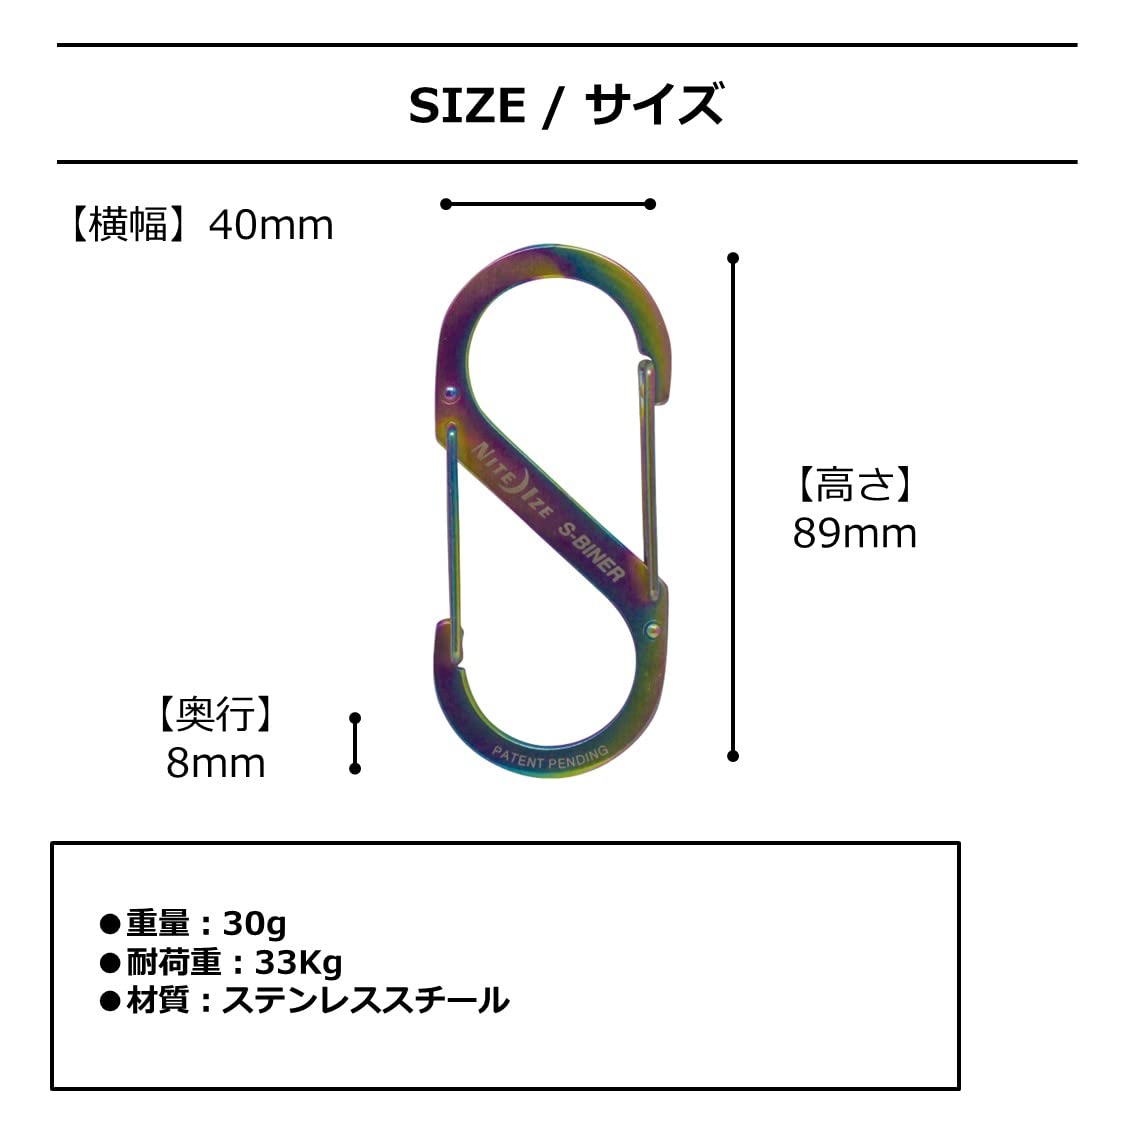 SIZE / サイズ
【横幅】40mm
NITE IZE S-BINER
【高さ】
89mm
【奥行】
8mm
PATENT PENDING
●重量：30g
●耐荷重：33Kg
●材質：ステンレススチール